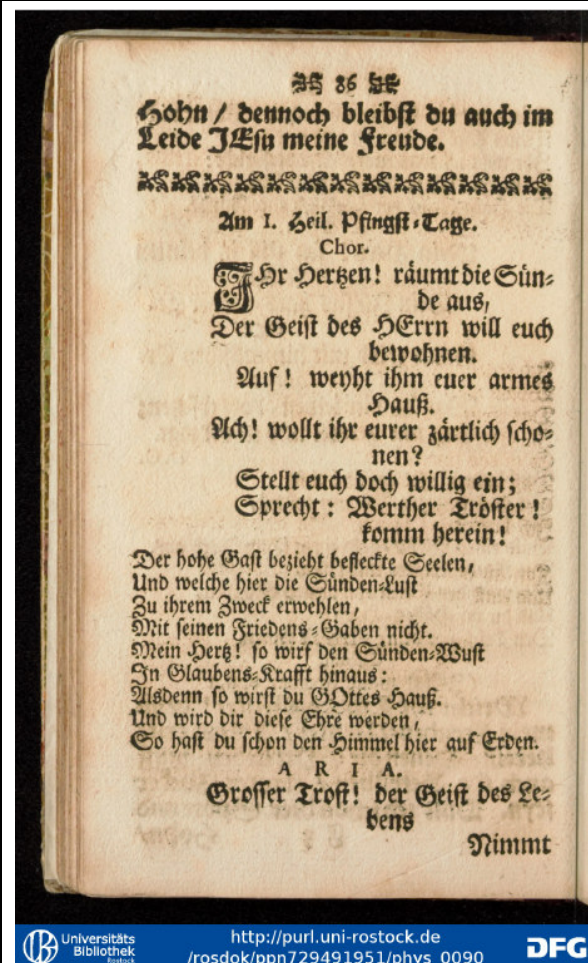 86
Hohn / dennoch bleibst du auch im
Leide JEsu meine Freude.
Am 1. Heil. Pfingst-Tage.
Chor.
IHr Hertzen! räumt die Sün-
de aus,
Der Geist des HErrn will euch
bewohnen.
Auf! weyht ihm euer armes
Hauß.
Ach! wollt ihr eurer zärtlich scho-
nen?
Stellt euch doch willig ein;
Sprecht: Werther Tröster!
komm herein!
Der hohe Gast bezieht befleckte Seelen,
Und welche hier die Sünden-Lust
Zu ihrem Zweck erwehlen,
Mit seinen Friedens-Gaben nicht.
Mein Hertz! so wirf den Sünden-Wust
In Glaubens-Krafft hinaus:
Alsdenn so wirst du GOttes Hauß.
Und wird dir diese Ehre werden,
So hast du schon den Himmel hier auf Erden.
ARIA.
Grosser Trost! der Geist des Le-
bens
Nimmt
Universitäts
Bibliothek
Rostock
http://purl.uni-rostock.de
/rosdok/ppn729491951/phys_0090
DFG